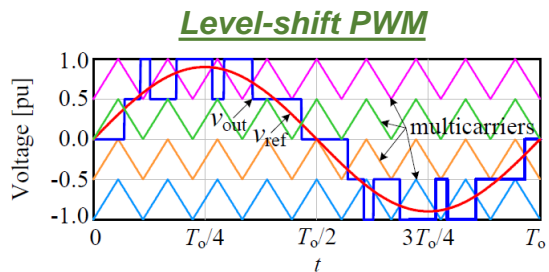 Level-shift PWM
Voltage [pu]
1.0
0.5
0.0
-0.5
-1.0
vout
vref
multicarriers
0
To/4
To/2
3To/4
To
t